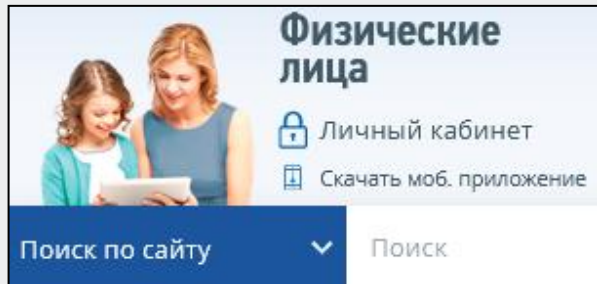 Физические
лица
Личный кабинет
Скачать моб. приложение
Поиск по сайту Поиск